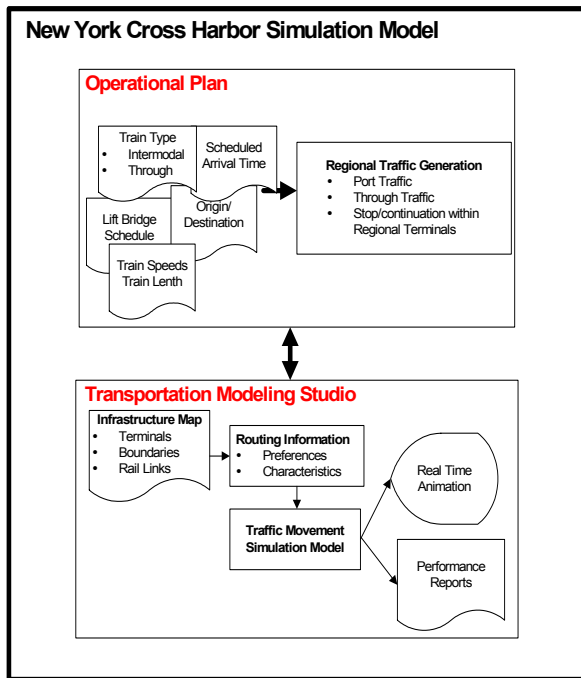 New York Cross Harbor Simulation Model
Operational Plan
Train Type
• Intermodal
• Through
Scheduled
Arrival Time
Lift Bridge
Schedule
Origin/
Destination
Train Speeds
Train Lenth
Regional Traffic Generation
• Port Traffic
• Through Traffic
• Stop/continuation within
Regional Terminals
Transportation Modeling Studio
Infrastructure Map
• Terminals
• Boundaries
• Rail Links
Routing Information
• Preferences
• Characteristics
Traffic Movement
Simulation Model
Real Time
Animation
Performance
Reports